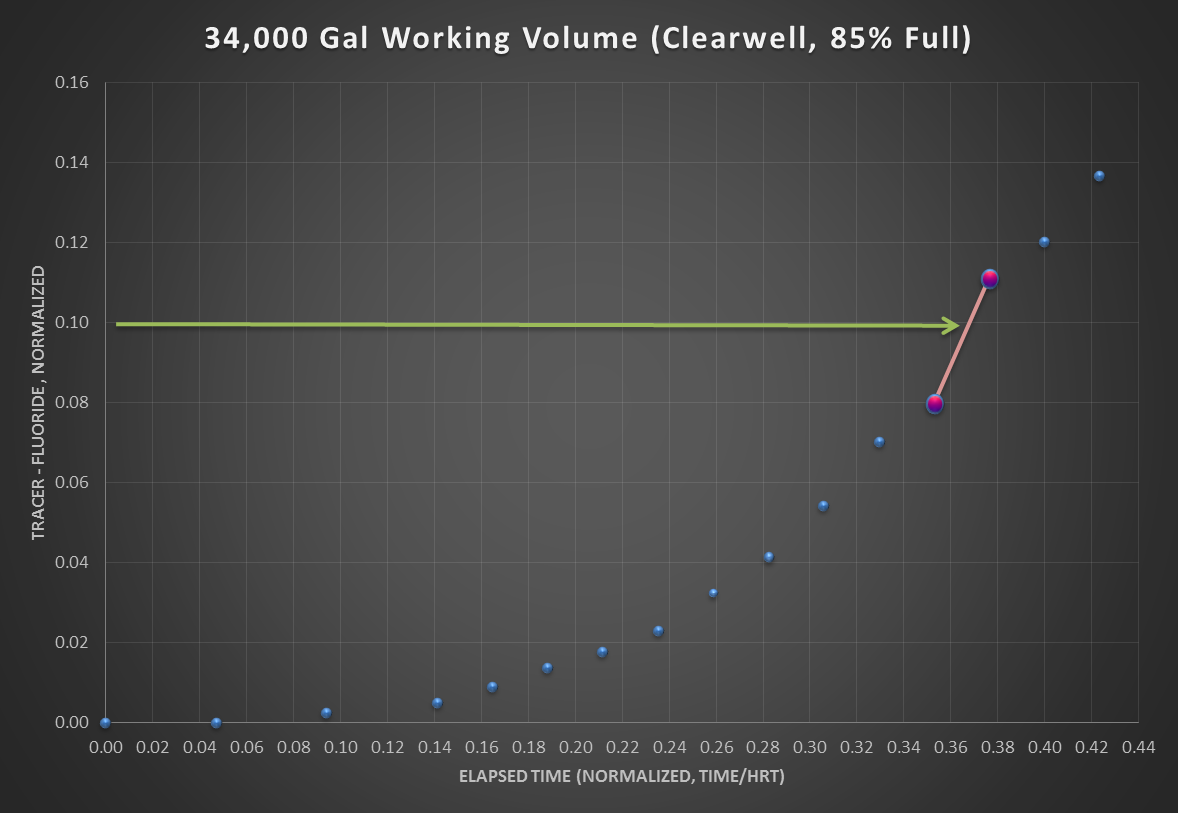 34,000 Gal Working Volume (Clearwell, 85% Full)
0.16
0.14
0.12
0.10
0.08
0.06
0.04
0.02
0.00
TRACER - FLUORIDE, NORMALIZED
0.00 0.02 0.04 0.06 0.08 0.10 0.12 0.14 0.16 0.18 0.20 0.22 0.24 0.26 0.28 0.30 0.32 0.34 0.36 0.38 0.40 0.42 0.44
ELAPSED TIME (NORMALIZED, TIME/HRT)